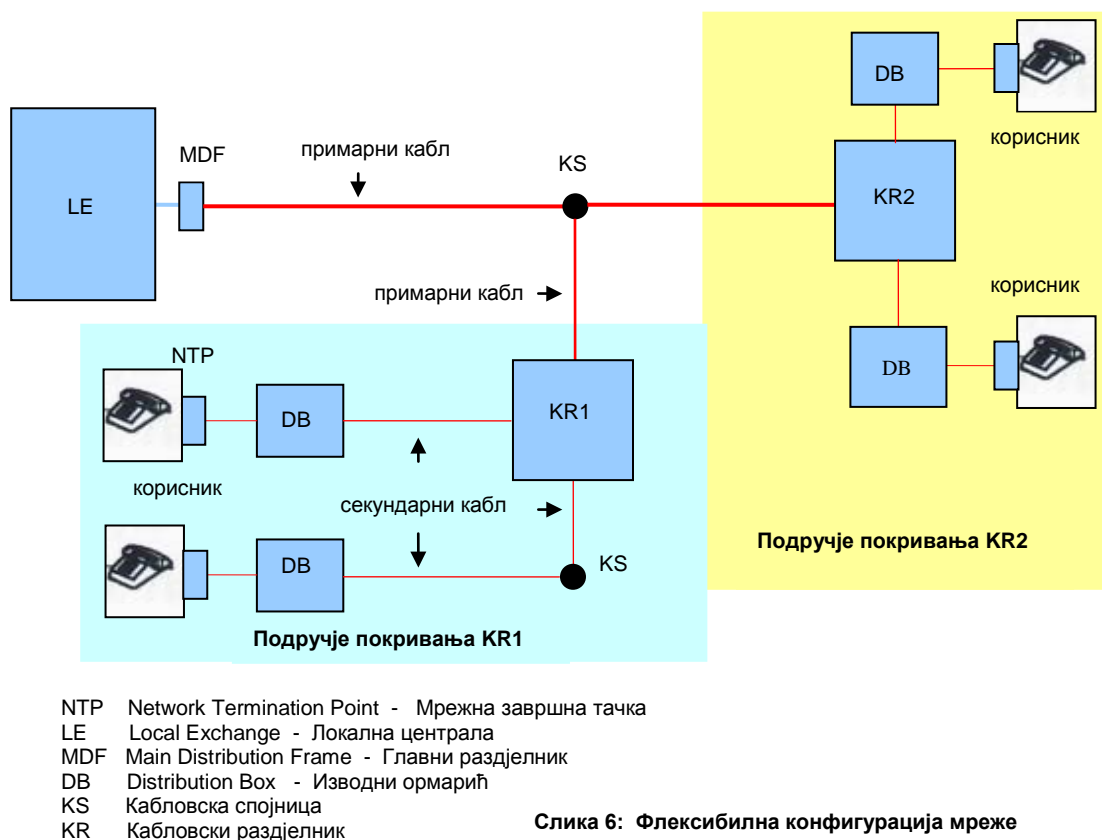 DB
корисник
MDF
примарни кабл
KS
LE
KR2
примарни кабл
корисник
NTP
DB
KR1
DB
корисник
секундарни кабл
Подручје покривања KR2
DB
KS
Подручје покривања KR1
NTP Network Termination Point - Мрежна завршна тачка
LE Local Exchange - Локална централа
MDF Main Distribution Frame - Главни раздјелник
DB Distribution Box - Изводни ормарић
KS Кабловска спојница
KR Кабловски раздјелник
Слика 6: Флексибилна конфигурација мреже